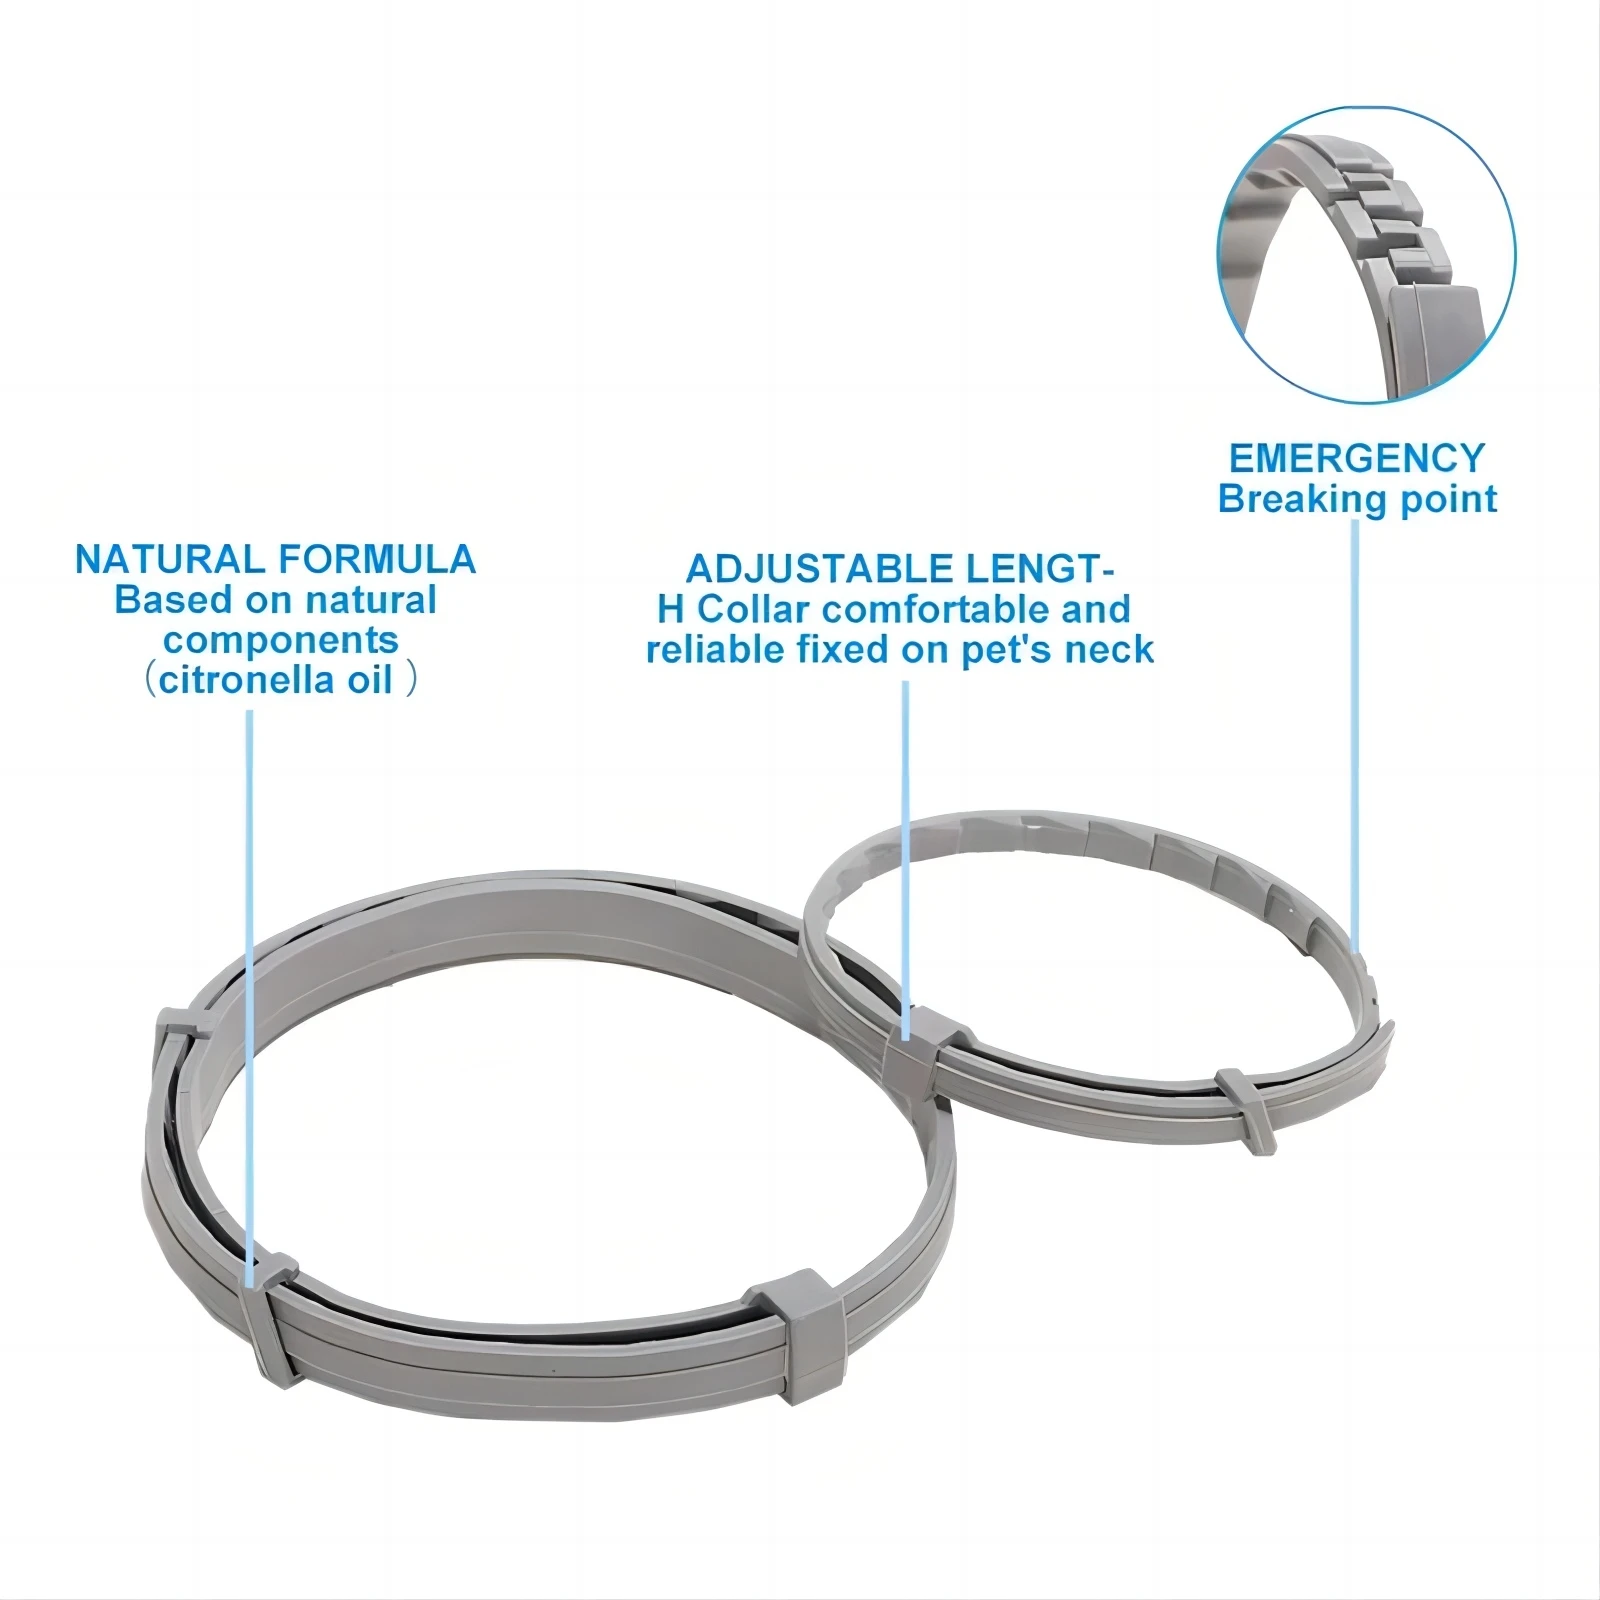 NATURAL FORMULA
Based on natural
components
（citronella oil ）
ADJUSTABLE LENGT-
H Collar comfortable and
reliable fixed on pet's neck
EMERGENCY
Breaking point